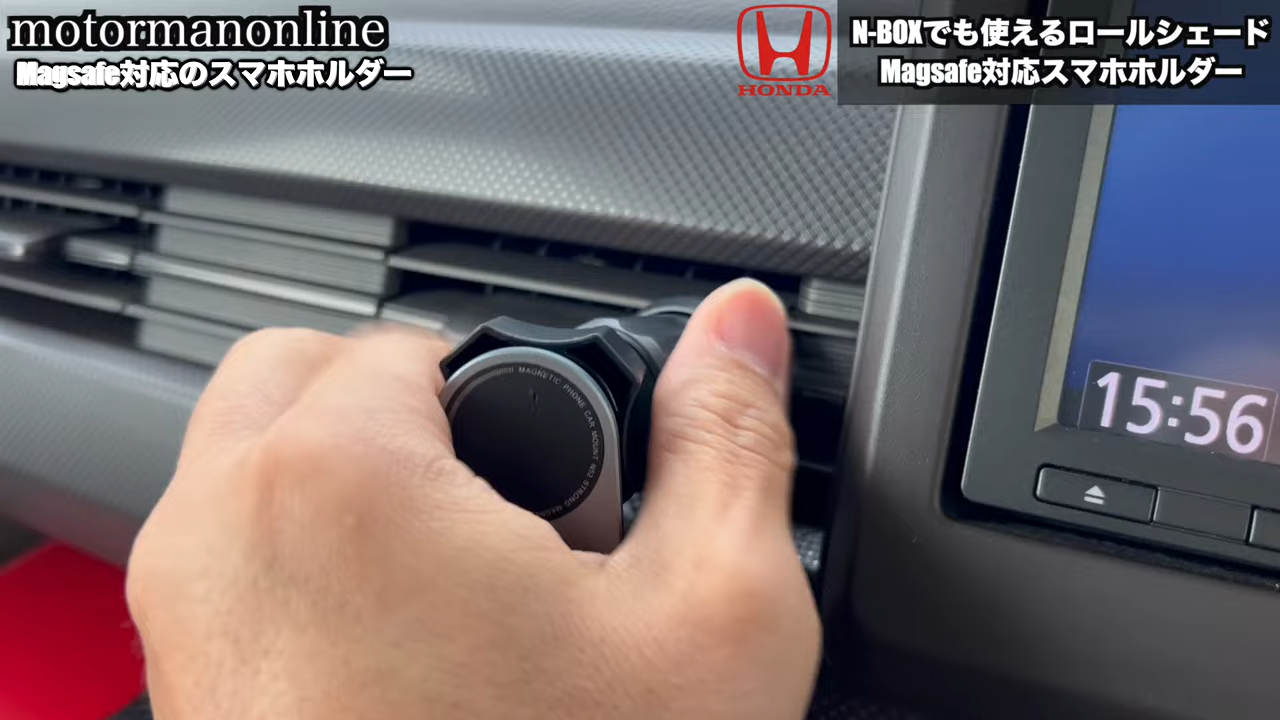 motormanonline
Magsafe対応のスマホホルダー
HONDA
N-BOXでも使えるロールシェード
Magsafe対応スマホホルダー
MAGNETIC PHONE CAR MOUNT N52 STRONG
15:56